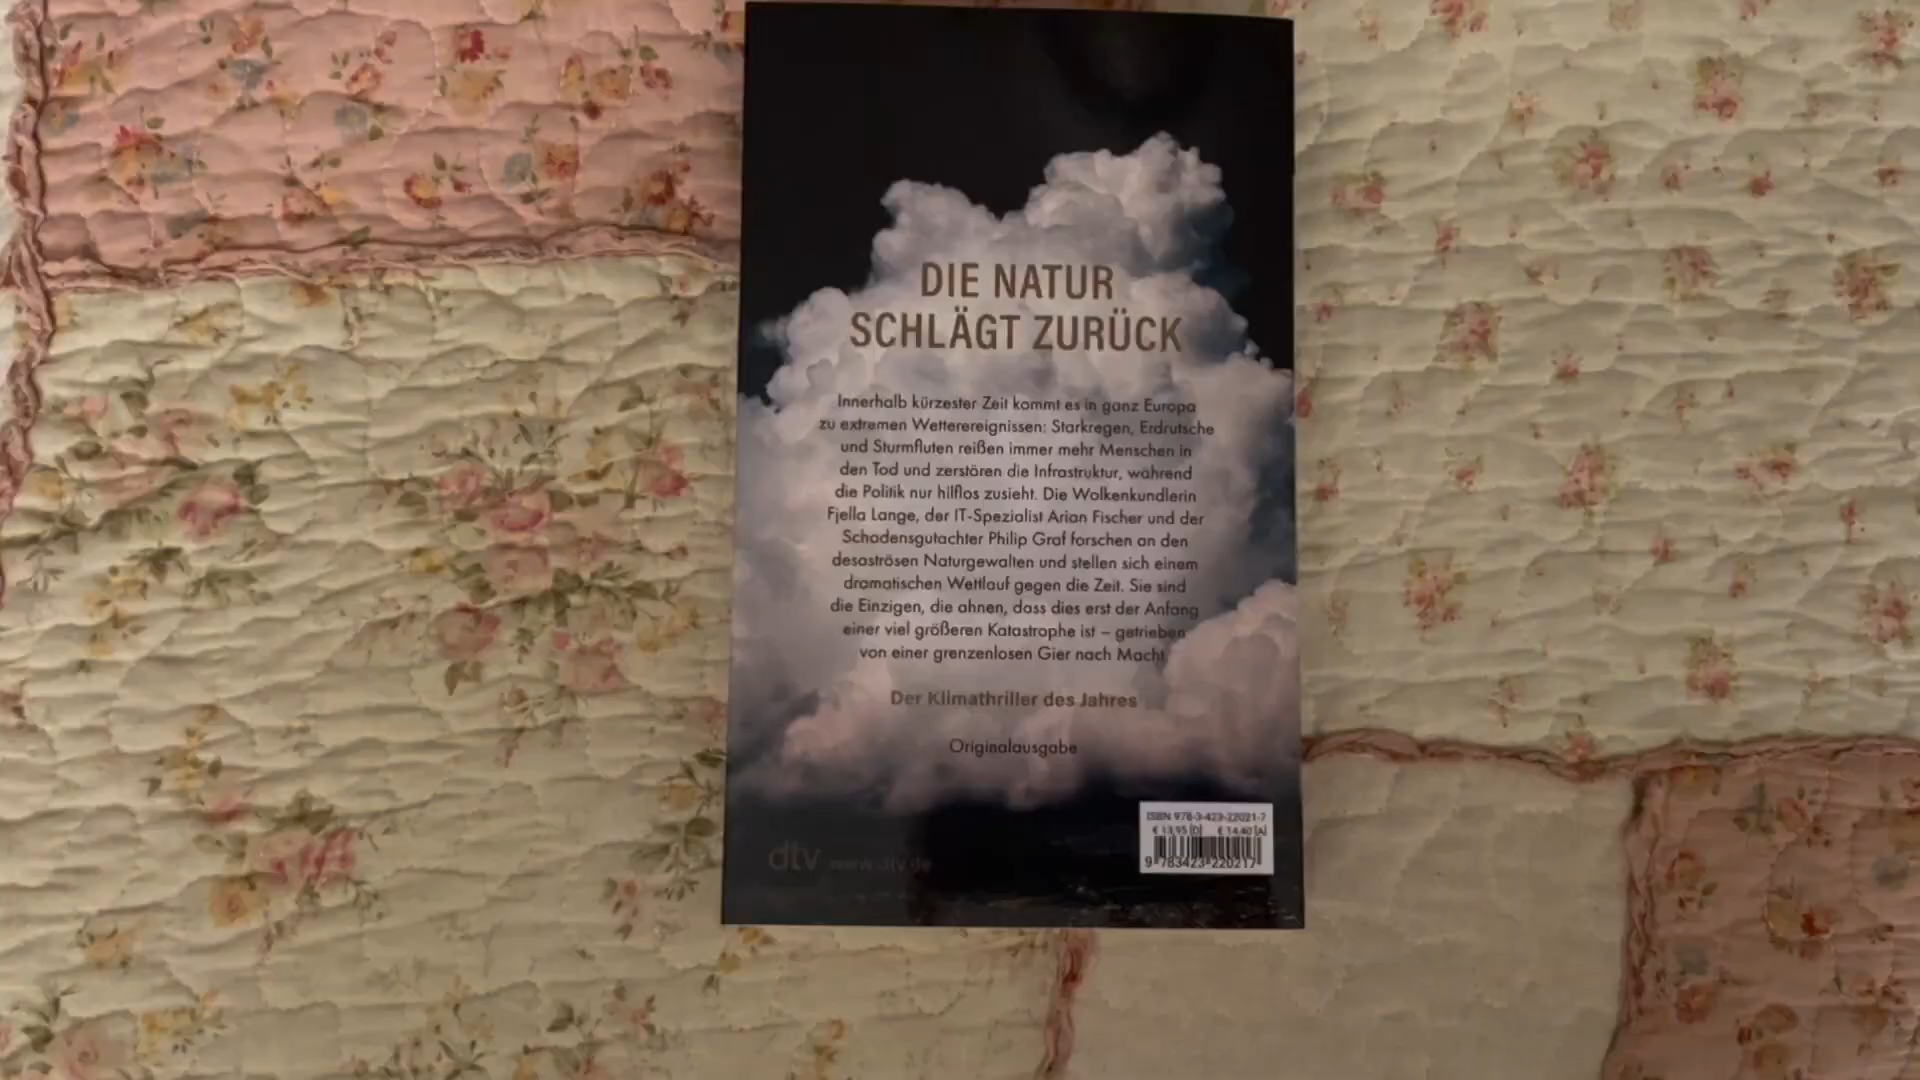 DIE NATUR
SCHLÄGT ZURÜCK
Innerhalb kürzester Zeit kommt es in ganz Europa
zu extremen Wetterereignissen: Starkregen, Erdrutsche
und Sturmfluten reißen immer mehr Menschen in
den Tod und zerstören die Infrastruktur, während
die Politik nur hilflos zusieht. Die Wolkenkundlerin
Fjella Lange, der IT-Spezialist Arian Fischer und der
Schadensgutachter Philip Graf forschen an den
desaströsen Naturgewalten und stellen sich einem
dramatischen Wettlauf gegen die Zeit. Sie sind
die Einzigen, die ahnen, dass dies erst der Anfang
einer viel größeren Katastrophe ist – getrieben
von einer grenzenlosen Gier nach Macht.
Der Klimathriller des Jahres
Originalausgabe
ISBN 978-3-423-22021-7
€ 13,95 [D] € 14,40 [A]
9 783423 220217
dtv www.dtv.de